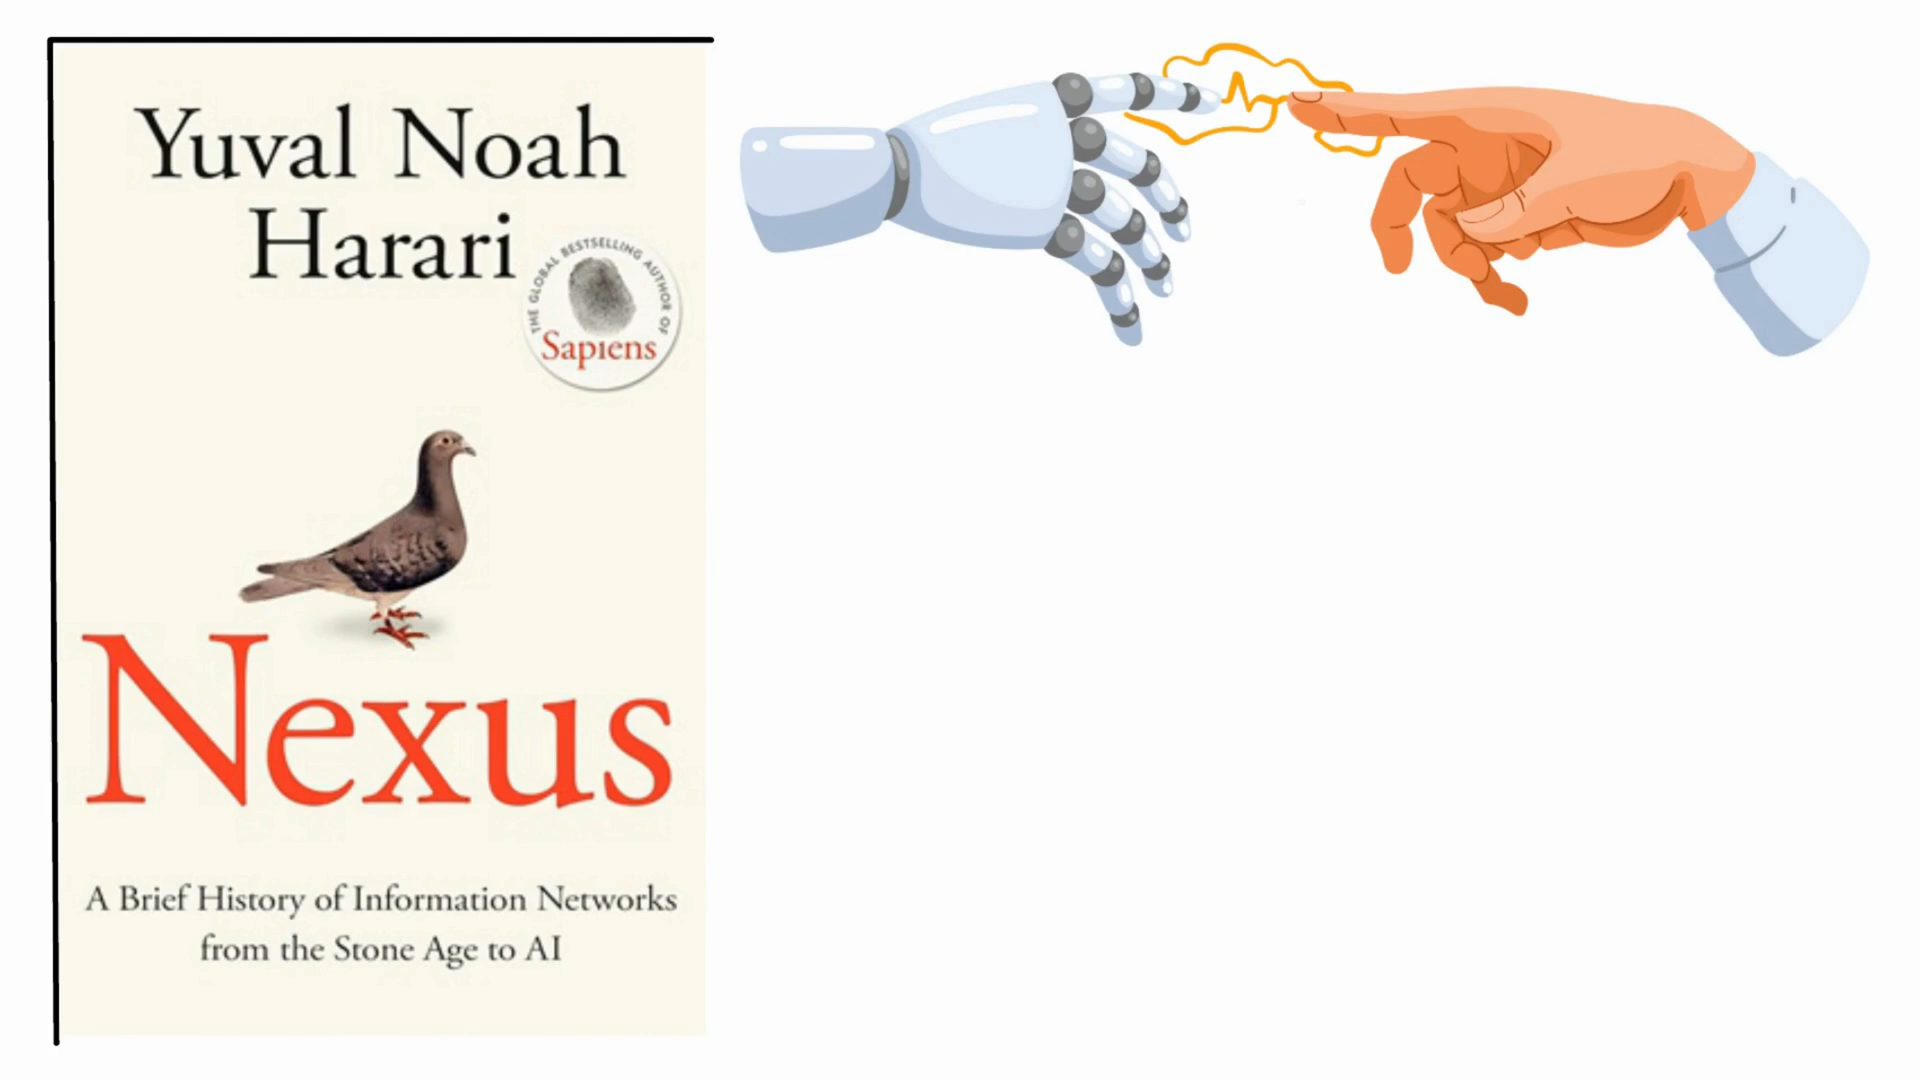 Yuval Noah
Harari
THE GLOBAL BESTSELLING AUTHOR OF
Sapiens
Nexus
A Brief History of Information Networks
from the Stone Age to AI